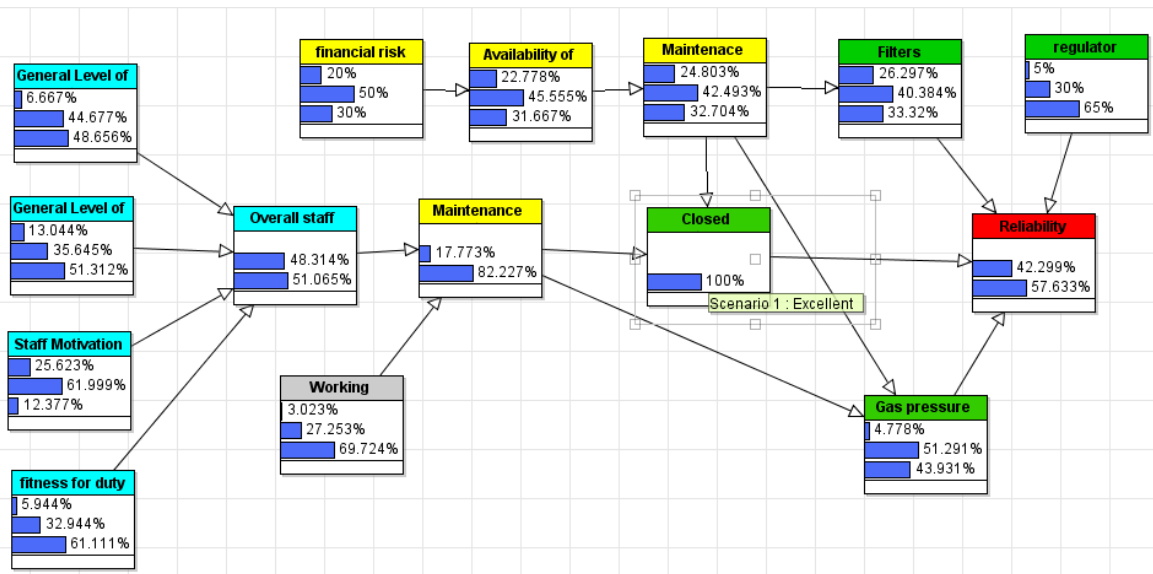 financial risk
20%
50%
30%
Availability of
22.778%
45.555%
31.667%
Maintenace
24.803%
42.493%
32.704%
Filters
26.297%
40.384%
33.32%
regulator
5%
30%
65%
General Level of
6.667%
44.677%
48.656%
General Level of
13.044%
35.645%
51.312%
Overall staff
48.314%
51.065%
Maintenance
17.773%
82.227%
Closed
100%
Scenario 1 : Excellent
Reliability
42.299%
57.633%
Staff Motivation
25.623%
61.999%
12.377%
Working
3.023%
27.253%
69.724%
Gas pressure
4.778%
51.291%
43.931%
fitness for duty
5.944%
32.944%
61.111%